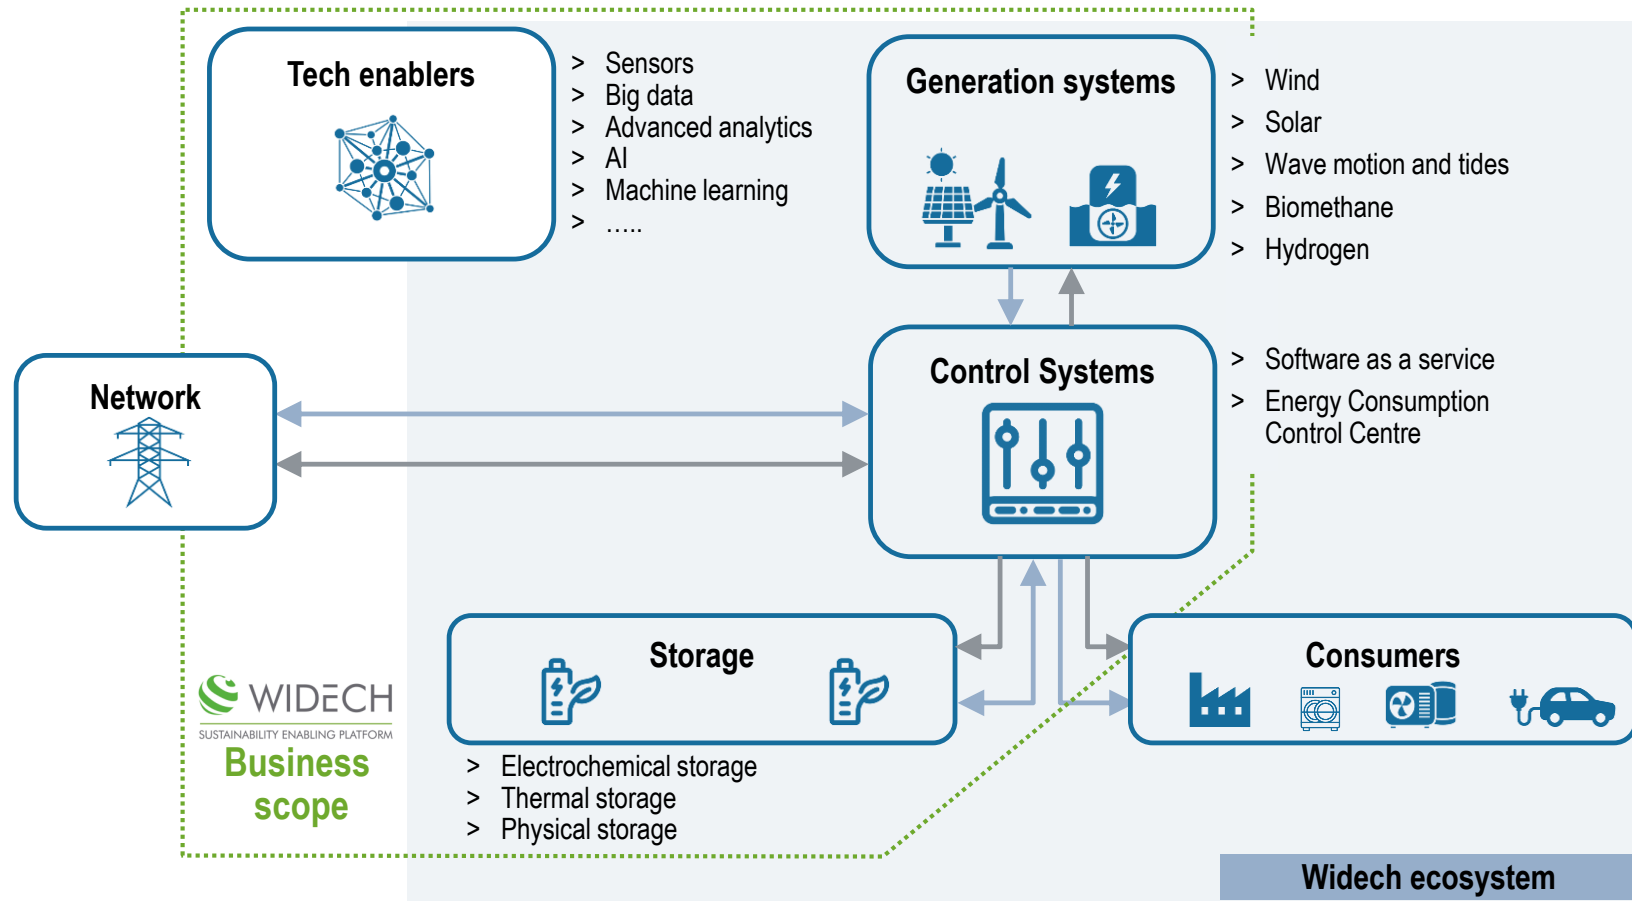 Tech enablers
> Sensors
> Big data
> Advanced analytics
> AI
> Machine learning
> …..
Generation systems
> Wind
> Solar
> Wave motion and tides
> Biomethane
> Hydrogen
Network
Control Systems
> Software as a service
> Energy Consumption
Control Centre
Storage
> Electrochemical storage
> Thermal storage
> Physical storage
Consumers
WIDECH
SUSTAINABILITY ENABLING PLATFORM
Business
scope
Widech ecosystem